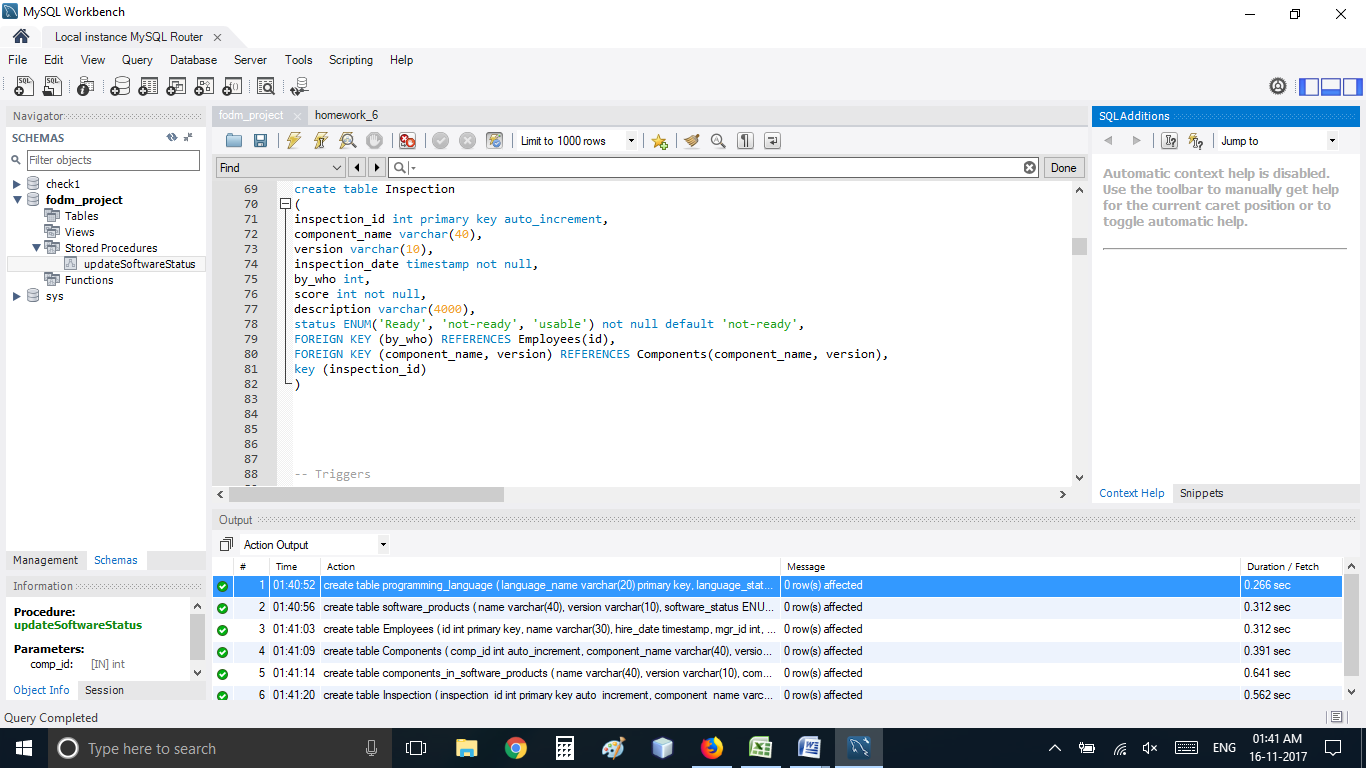 MySQL Workbench
Local instance MySQL Router
File Edit View Query Database Server Tools Scripting Help
Navigator
SCHEMAS
Filter objects
check1
fodm_project
Tables
Views
Stored Procedures
updateSoftwareStatus
Functions
sys
Management Schemas
Information
Procedure:
updateSoftwareStatus
Parameters:
comp_id: [IN] int
Object Info Session
fodm_project homework_6
Limit to 1000 rows
Find Done
69 create table Inspection
70 (
71 inspection_id int primary key auto_increment,
72 component_name varchar(40),
73 version varchar(10),
74 inspection_date timestamp not null,
75 by_who int,
76 score int not null,
77 description varchar(4000),
78 status ENUM('Ready', 'not-ready', 'usable') not null default 'not-ready',
79 FOREIGN KEY (by_who) REFERENCES Employees(id),
80 FOREIGN KEY (component_name, version) REFERENCES Components(component_name, version),
81 key (inspection_id)
82 )
83
84
85
86
87
88 -- Triggers
SQLAdditions
Jump to
Automatic context help is disabled.
Use the toolbar to manually get help
for the current caret position or to
toggle automatic help.
Context Help Snippets
Output
Action Output
# Time Action Message Duration / Fetch
1 01:40:52 create table programming_language ( language_name varchar(20) primary key, language_stat... 0 row(s) affected 0.266 sec
2 01:40:56 create table software_products ( name varchar(40), version varchar(10), software_status ENU... 0 row(s) affected 0.312 sec
3 01:41:03 create table Employees ( id int primary key, name varchar(30), hire_date timestamp, mgr_id int, ... 0 row(s) affected 0.312 sec
4 01:41:09 create table Components ( comp_id int auto_increment, component_name varchar(40), versio... 0 row(s) affected 0.391 sec
5 01:41:14 create table components_in_software_products ( name varchar(40), version varchar(10), com... 0 row(s) affected 0.641 sec
6 01:41:20 create table Inspection ( inspection_id int primary key auto_increment, component_name varc... 0 row(s) affected 0.562 sec
Query Completed
Type here to search
ENG
01:41 AM
16-11-2017